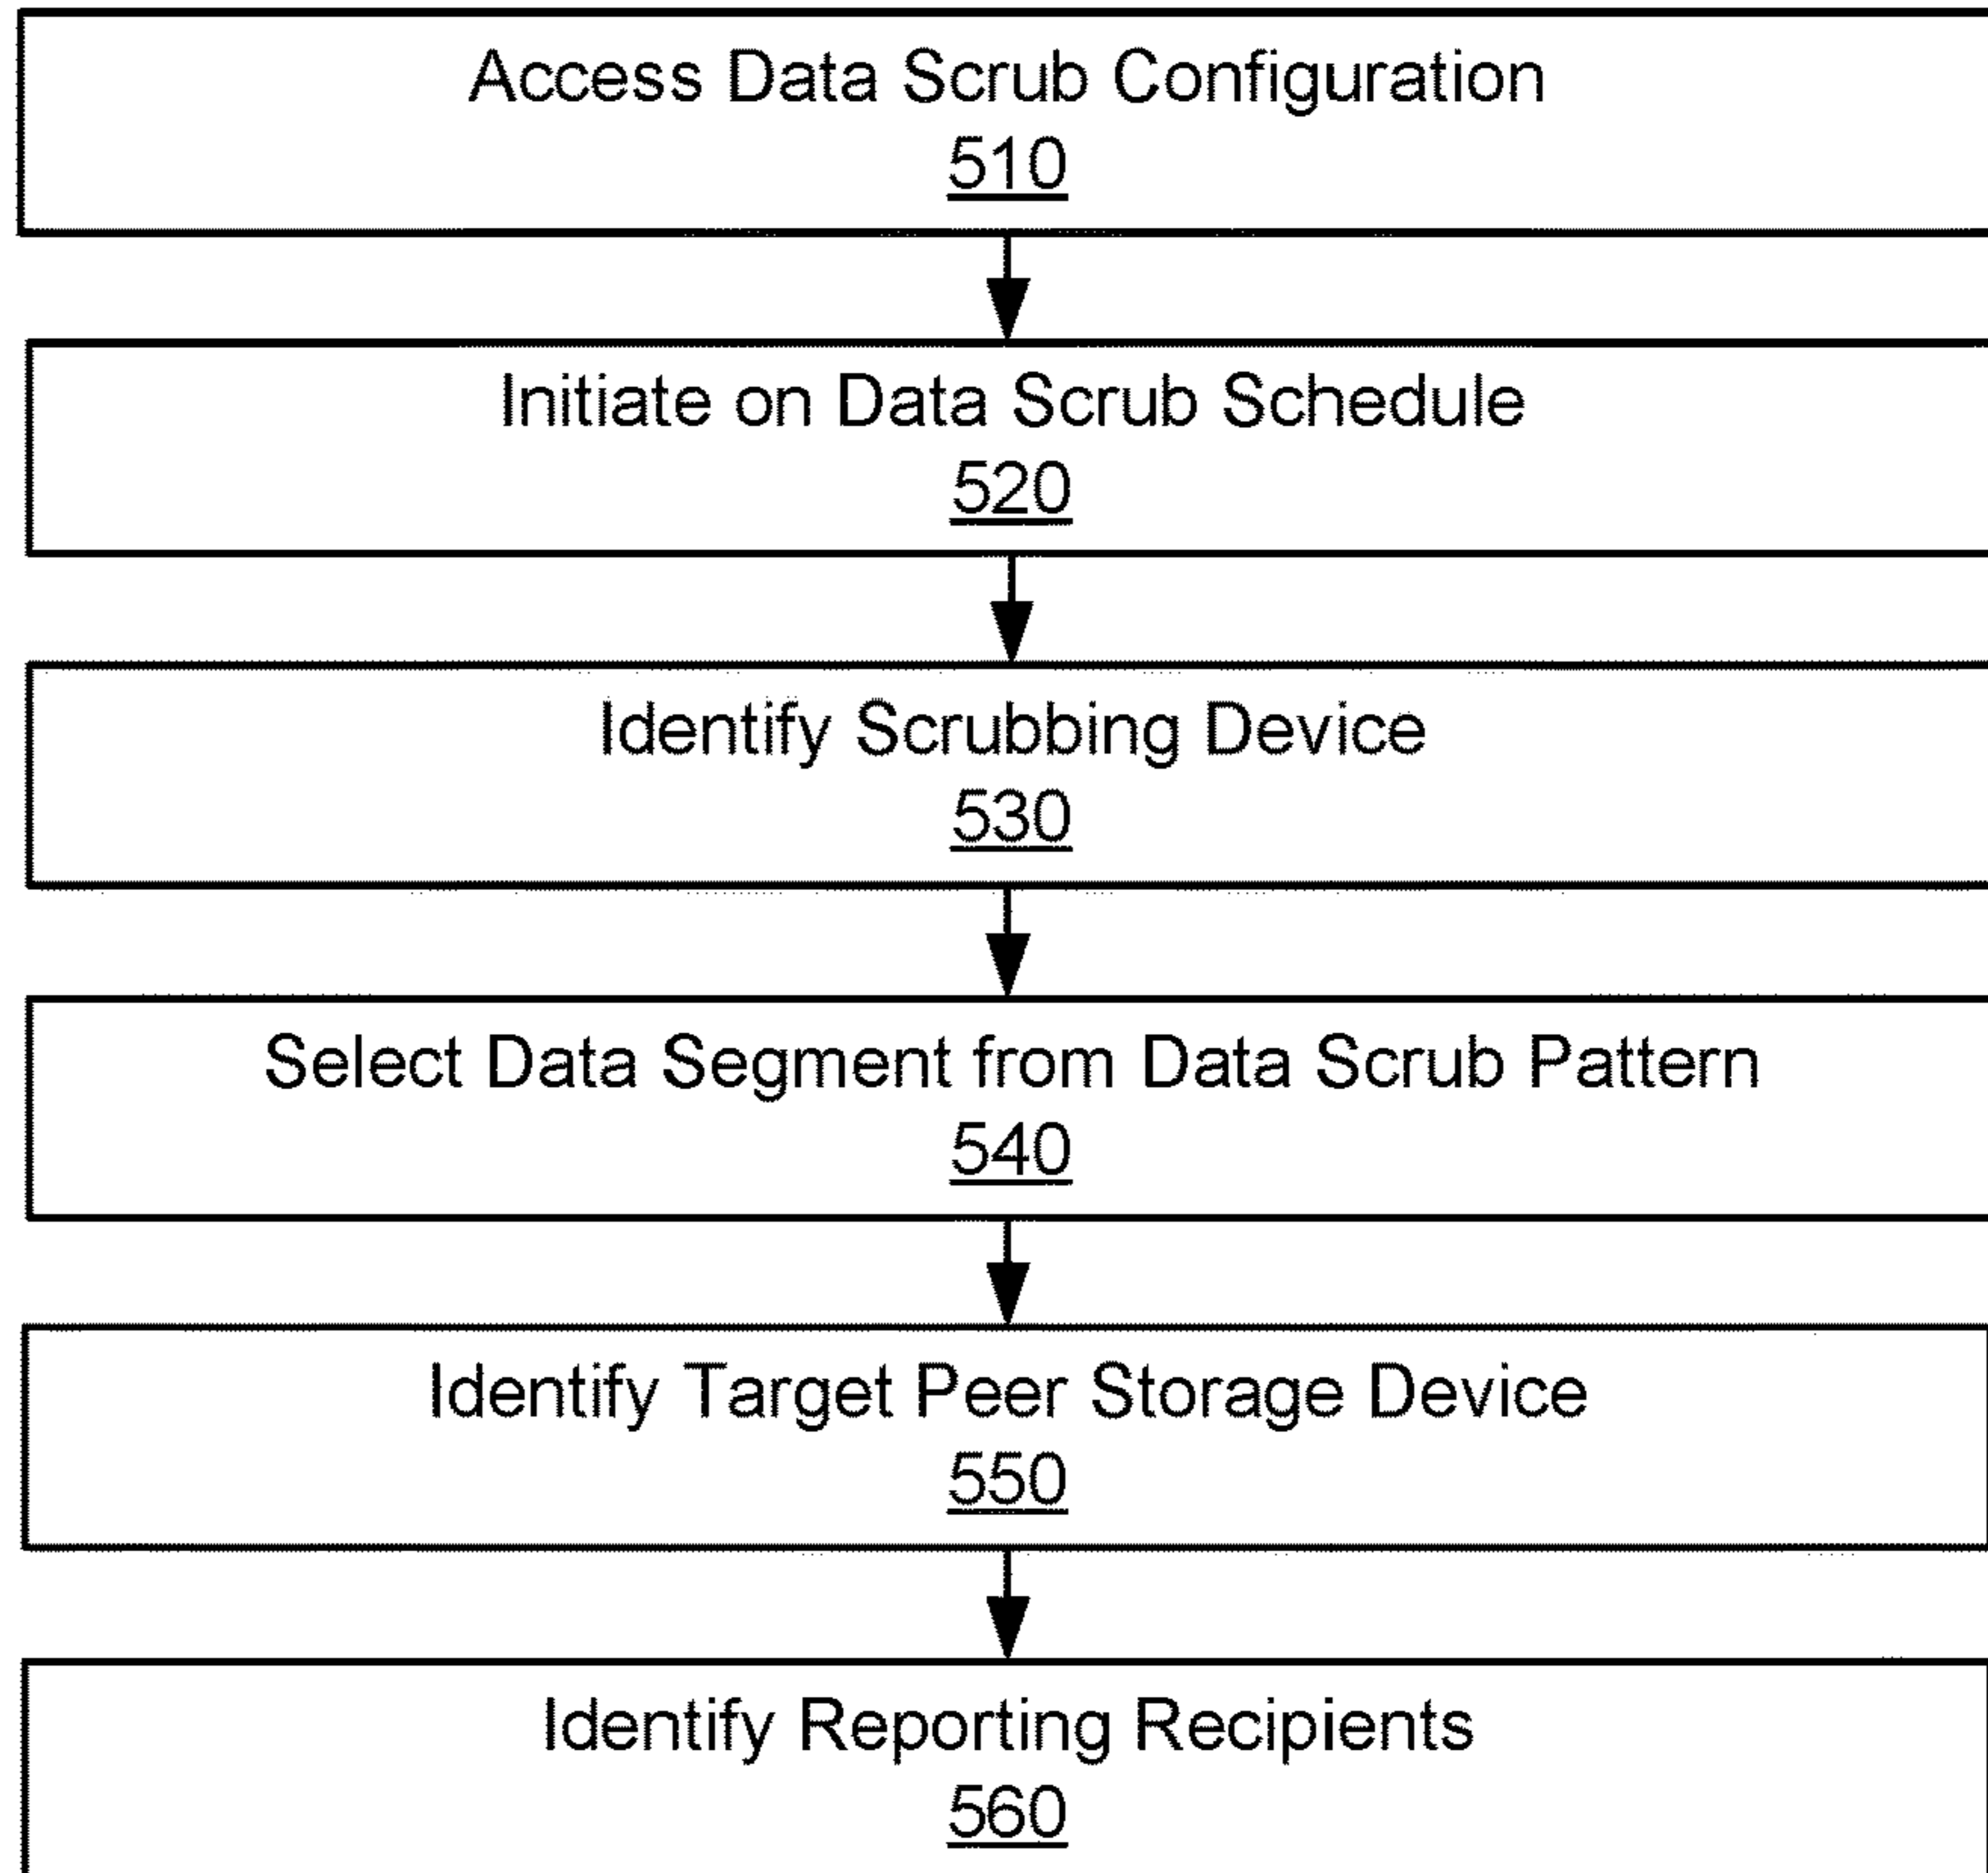 Access Data Scrub Configuration
510
Initiate on Data Scrub Schedule
520
Identify Scrubbing Device
530
Select Data Segment from Data Scrub Pattern
540
Identify Target Peer Storage Device
550
Identify Reporting Recipients
560